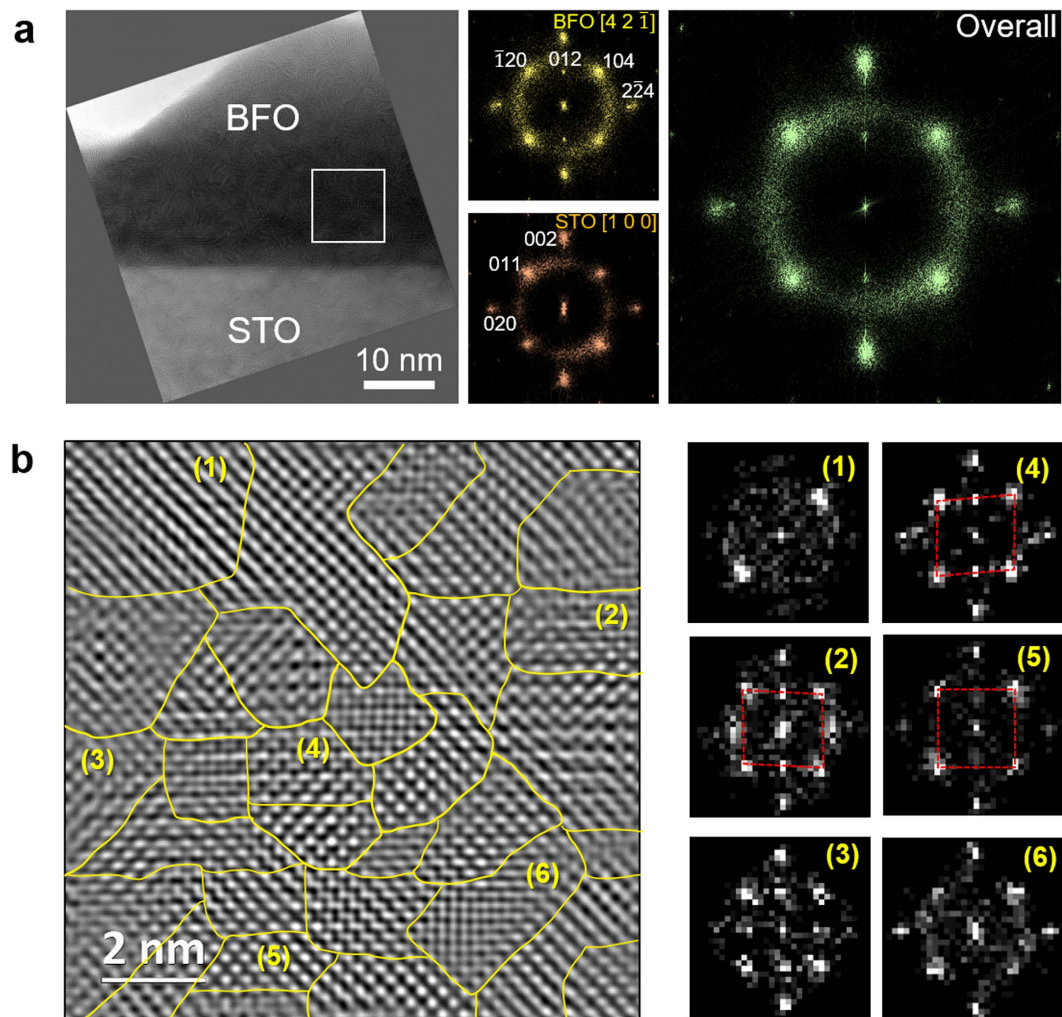 a
BFO
STO
10 nm
BFO [4 2 1̄]
1̄20
012
104
22̄4
STO [1 0 0]
002
011
020
Overall
b
(1)
(2)
(3)
(4)
(5)
(6)
2 nm
(1)
(4)
(2)
(5)
(3)
(6)